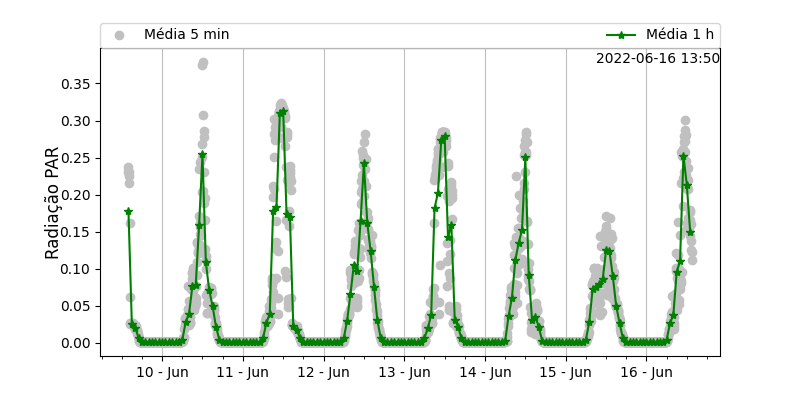 Média 5 min
Média 1 h
2022-06-16 13:50
Radiação PAR
0.35
0.30
0.25
0.20
0.15
0.10
0.05
0.00
10 - Jun
11 - Jun
12 - Jun
13 - Jun
14 - Jun
15 - Jun
16 - Jun